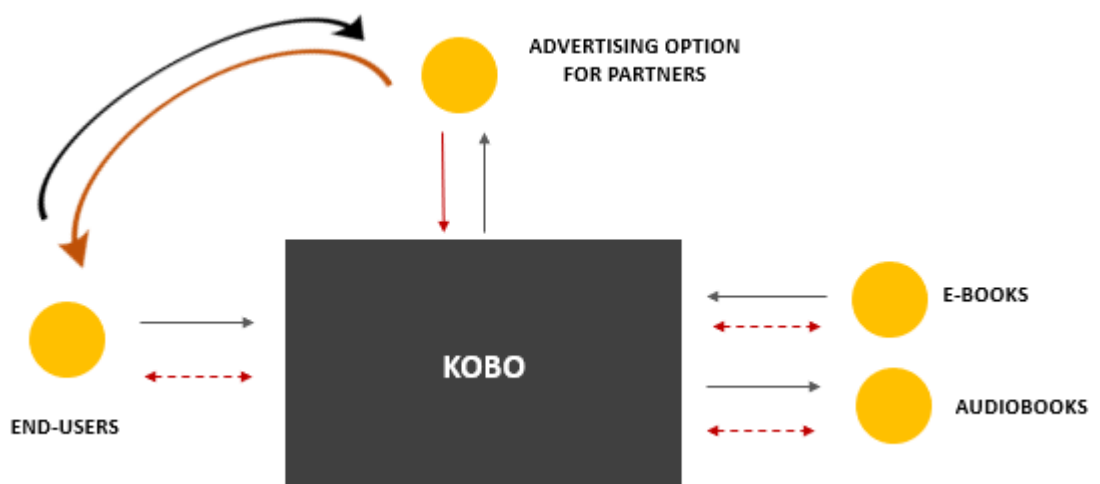 ADVERTISING OPTION
FOR PARTNERS
E-BOOKS
KOBO
AUDIOBOOKS
END-USERS